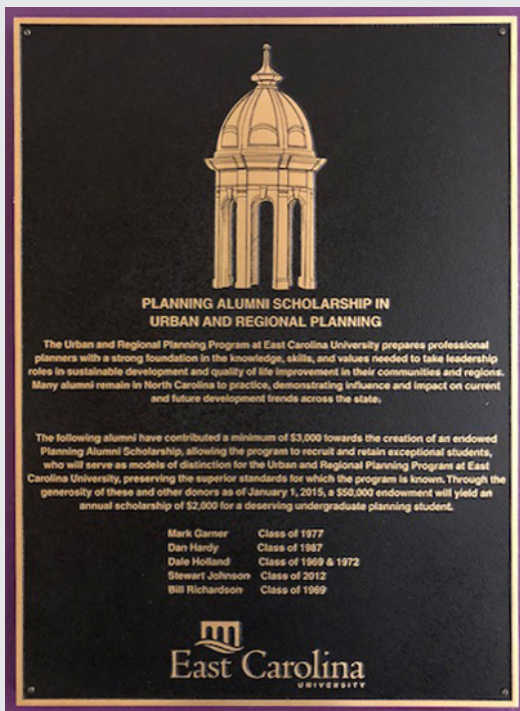 PLANNING ALUMNI SCHOLARSHIP IN
URBAN AND REGIONAL PLANNING
The Urban and Regional Planning Program at East Carolina University prepares professional
planners with a strong foundation in the knowledge, skills, and values needed to take leadership
roles in sustainable development and quality of life improvement in their communities and regions.
Many alumni remain in North Carolina to practice, demonstrating influence and impact on current
and future development trends across the state.
The following alumni have contributed a minimum of $3,000 towards the creation of an endowed
Planning Alumni Scholarship, allowing the program to recruit and retain exceptional students,
who will serve as models of distinction for the Urban and Regional Planning Program at East
Carolina University, preserving the superior standards for which the program is known. Through the
generosity of these and other donors as of January 1, 2015, a $50,000 endowment will yield an
annual scholarship of $2,000 for a deserving undergraduate planning student.
Mark Garner Class of 1977
Dan Hardy Class of 1987
Dale Holland Class of 1969 & 1972
Stewart Johnson Class of 2012
Bill Richardson Class of 1969
East Carolina
UNIVERSITY